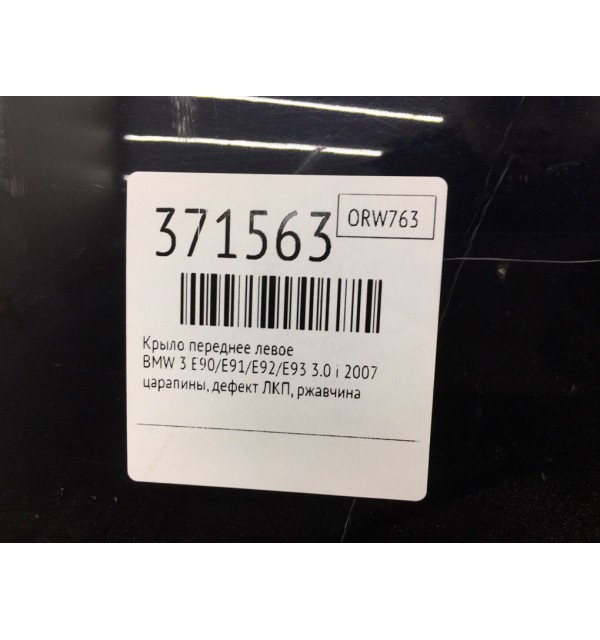 371563
ORW763
Крыло переднее левое
BMW 3 E90/E91/E92/E93 3.0 i 2007
царапины, дефект ЛКП, ржавчина